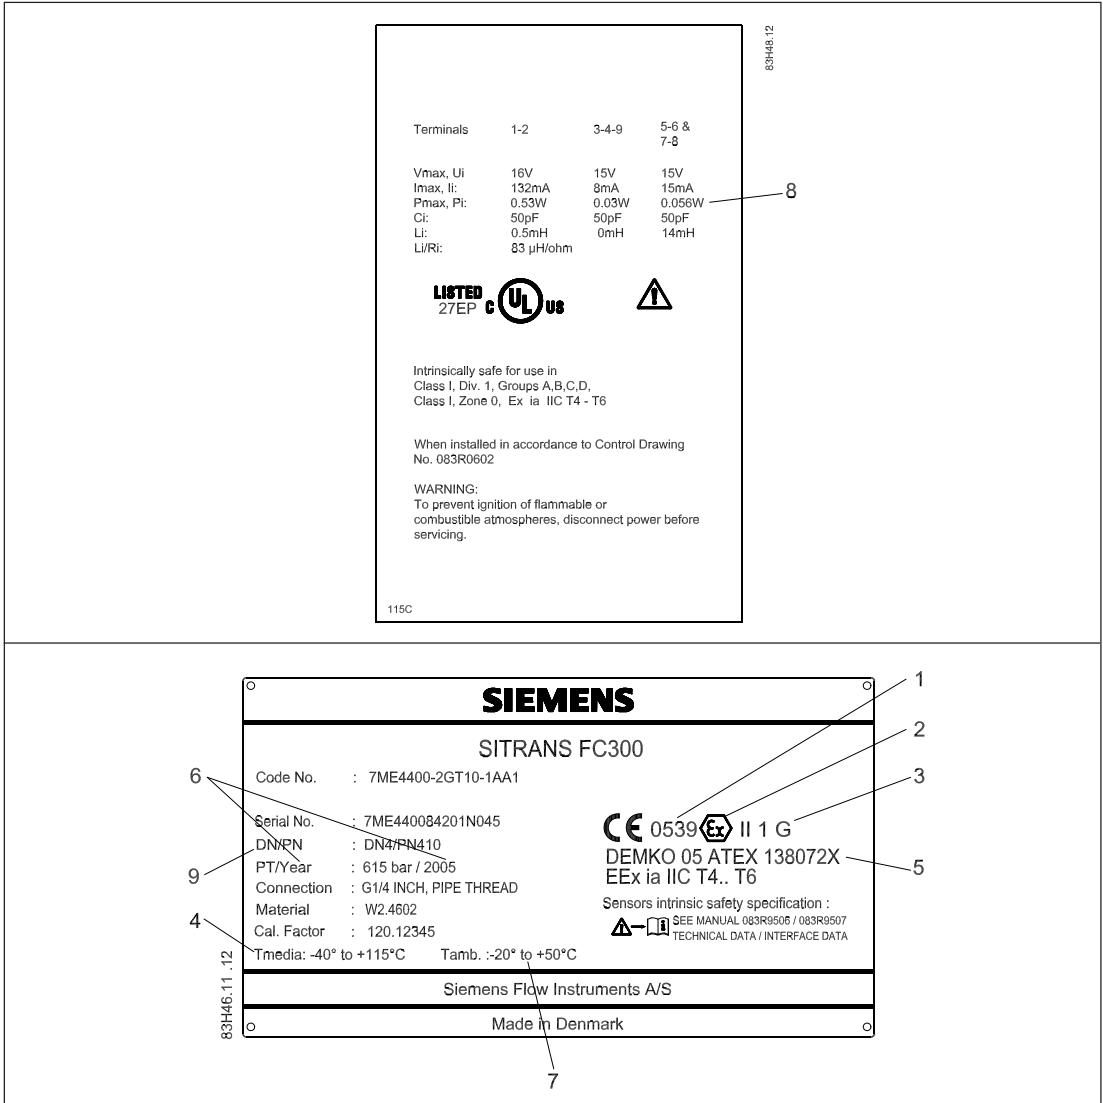 83H48.12
Terminals 1-2 3-4-9 5-6 &
7-8
Vmax, Ui 16V 15V 15V
Imax, Ii: 132mA 8mA 15mA
Pmax, Pi: 0.53W 0.03W 0.056W 8
Ci: 50pF 50pF 50pF
Li: 0.5mH 0mH 14mH
Li/Ri: 83 µH/ohm
LISTED
27EP C UL US
Intrinsically safe for use in
Class I, Div. 1, Groups A,B,C,D,
Class I, Zone 0, Ex ia IIC T4 - T6
When installed in accordance to Control Drawing
No. 083R0602
WARNING:
To prevent ignition of flammable or
combustible atmospheres, disconnect power before
servicing.
115C
1
SIEMENS
2
SITRANS FC300
6 Code No. : 7ME4400-2GT10-1AA1 3
Serial No. : 7ME440084201N045
CE 0539 Ex II 1 G
DN/PN : DN4/PN410
DEMKO 05 ATEX 138072X 5
9 PT/Year : 615 bar / 2005
EEx ia IIC T4.. T6
Connection : G1/4 INCH, PIPE THREAD
Sensors intrinsic safety specification :
4 Material : W2.4602
SEE MANUAL 083R9506 / 083R9507
Cal. Factor : 120.12345
TECHNICAL DATA / INTERFACE DATA
Tmedia: -40° to +115°C Tamb. :-20° to +50°C
83H46.11 .12
Siemens Flow Instruments A/S
Made in Denmark
7